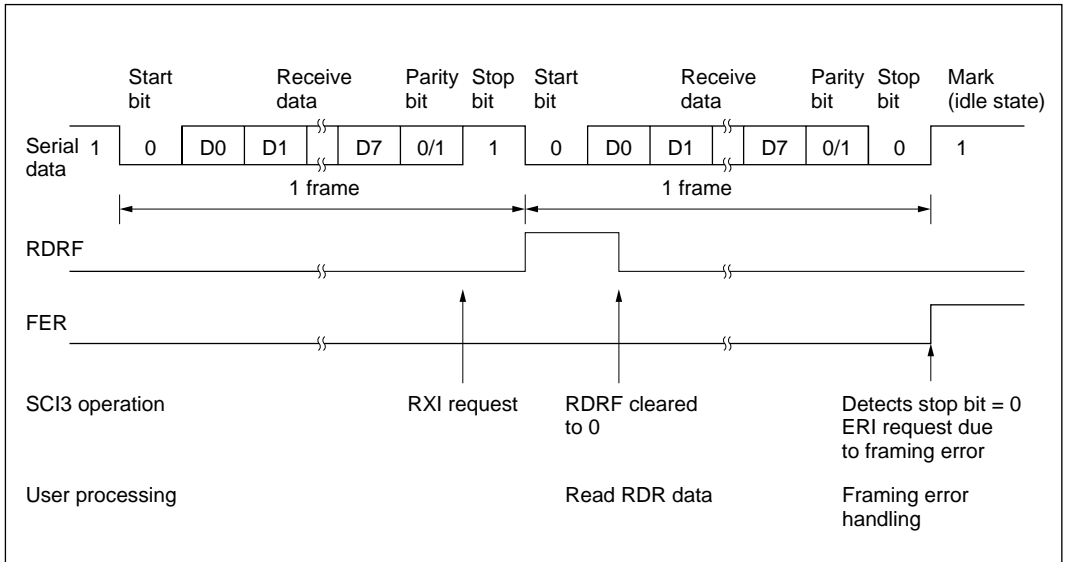 Start bit Receive data Parity bit Stop bit Start bit Receive data Parity bit Stop bit Mark (idle state)
Serial data 1 0 D0 D1 D7 0/1 1 0 D0 D1 D7 0/1 0 1
1 frame 1 frame
RDRF
FER
SCI3 operation RXI request RDRF cleared to 0 Detects stop bit = 0 ERI request due to framing error
User processing Read RDR data Framing error handling